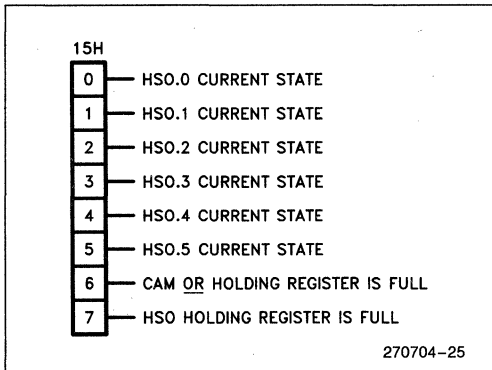 15H
0 HSO.0 CURRENT STATE
1 HSO.1 CURRENT STATE
2 HSO.2 CURRENT STATE
3 HSO.3 CURRENT STATE
4 HSO.4 CURRENT STATE
5 HSO.5 CURRENT STATE
6 CAM OR HOLDING REGISTER IS FULL
7 HSO HOLDING REGISTER IS FULL
270704-25